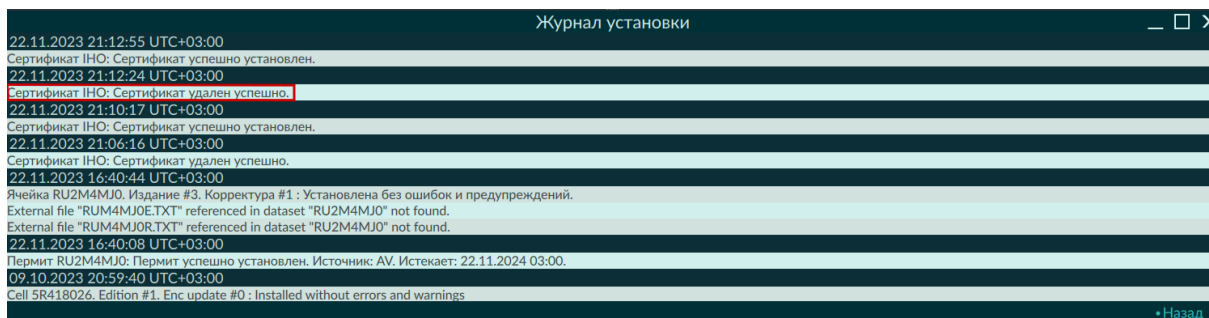 Журнал установки
22.11.2023 21:12:55 UTC+03:00
Сертификат IHO: Сертификат успешно установлен.
22.11.2023 21:12:24 UTC+03:00
Сертификат IHO: Сертификат удален успешно.
22.11.2023 21:10:17 UTC+03:00
Сертификат IHO: Сертификат успешно установлен.
22.11.2023 21:06:16 UTC+03:00
Сертификат IHO: Сертификат удален успешно.
22.11.2023 16:40:44 UTC+03:00
Ячейка RU2M4MJ0. Издание #3. Корректура #1 : Установлена без ошибок и предупреждений.
External file "RUM4MJ0E.TXT" referenced in dataset "RU2M4MJ0" not found.
External file "RUM4MJ0R.TXT" referenced in dataset "RU2M4MJ0" not found.
22.11.2023 16:40:08 UTC+03:00
Пермит RU2M4MJ0: Пермит успешно установлен. Источник: AV. Истекает: 22.11.2024 03:00.
09.10.2023 20:59:40 UTC+03:00
Cell 5R418026. Edition #1. Enc update #0 : Installed without errors and warnings
• Назад